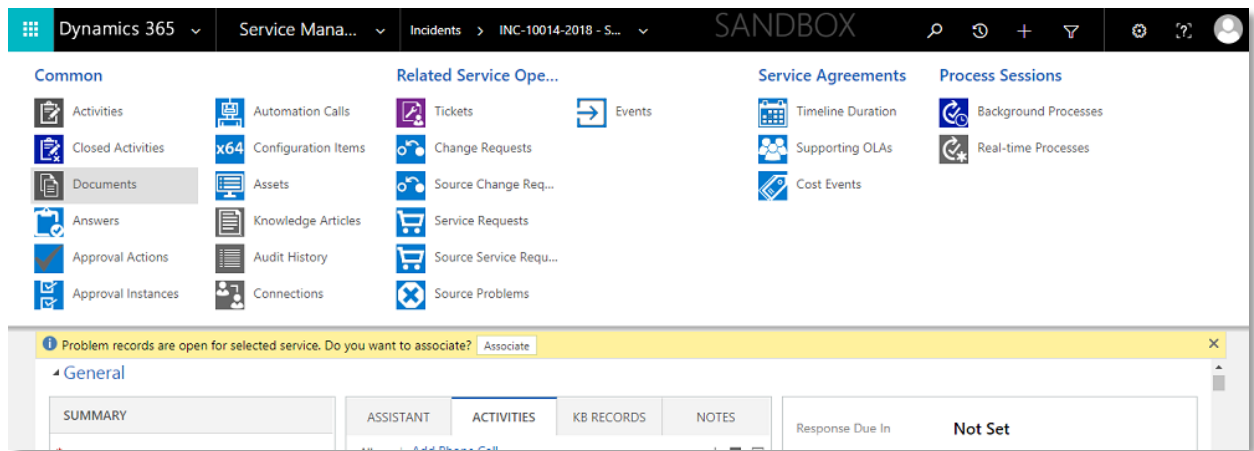 Dynamics 365
Service Mana...
Incidents > INC-10014-2018 - S...
SANDBOX
[?]
Common
Activities
Closed Activities
Documents
Answers
Approval Actions
Approval Instances
Automation Calls
x64 Configuration Items
Assets
Knowledge Articles
Audit History
Connections
Related Service Ope...
Tickets
Change Requests
Source Change Req...
Service Requests
Source Service Requ...
Source Problems
Events
Service Agreements
Timeline Duration
Supporting OLAs
Cost Events
Process Sessions
Background Processes
Real-time Processes
Problem records are open for selected service. Do you want to associate? Associate
General
SUMMARY
ASSISTANT ACTIVITIES KB RECORDS NOTES
Add Phone Call
Response Due In Not Set